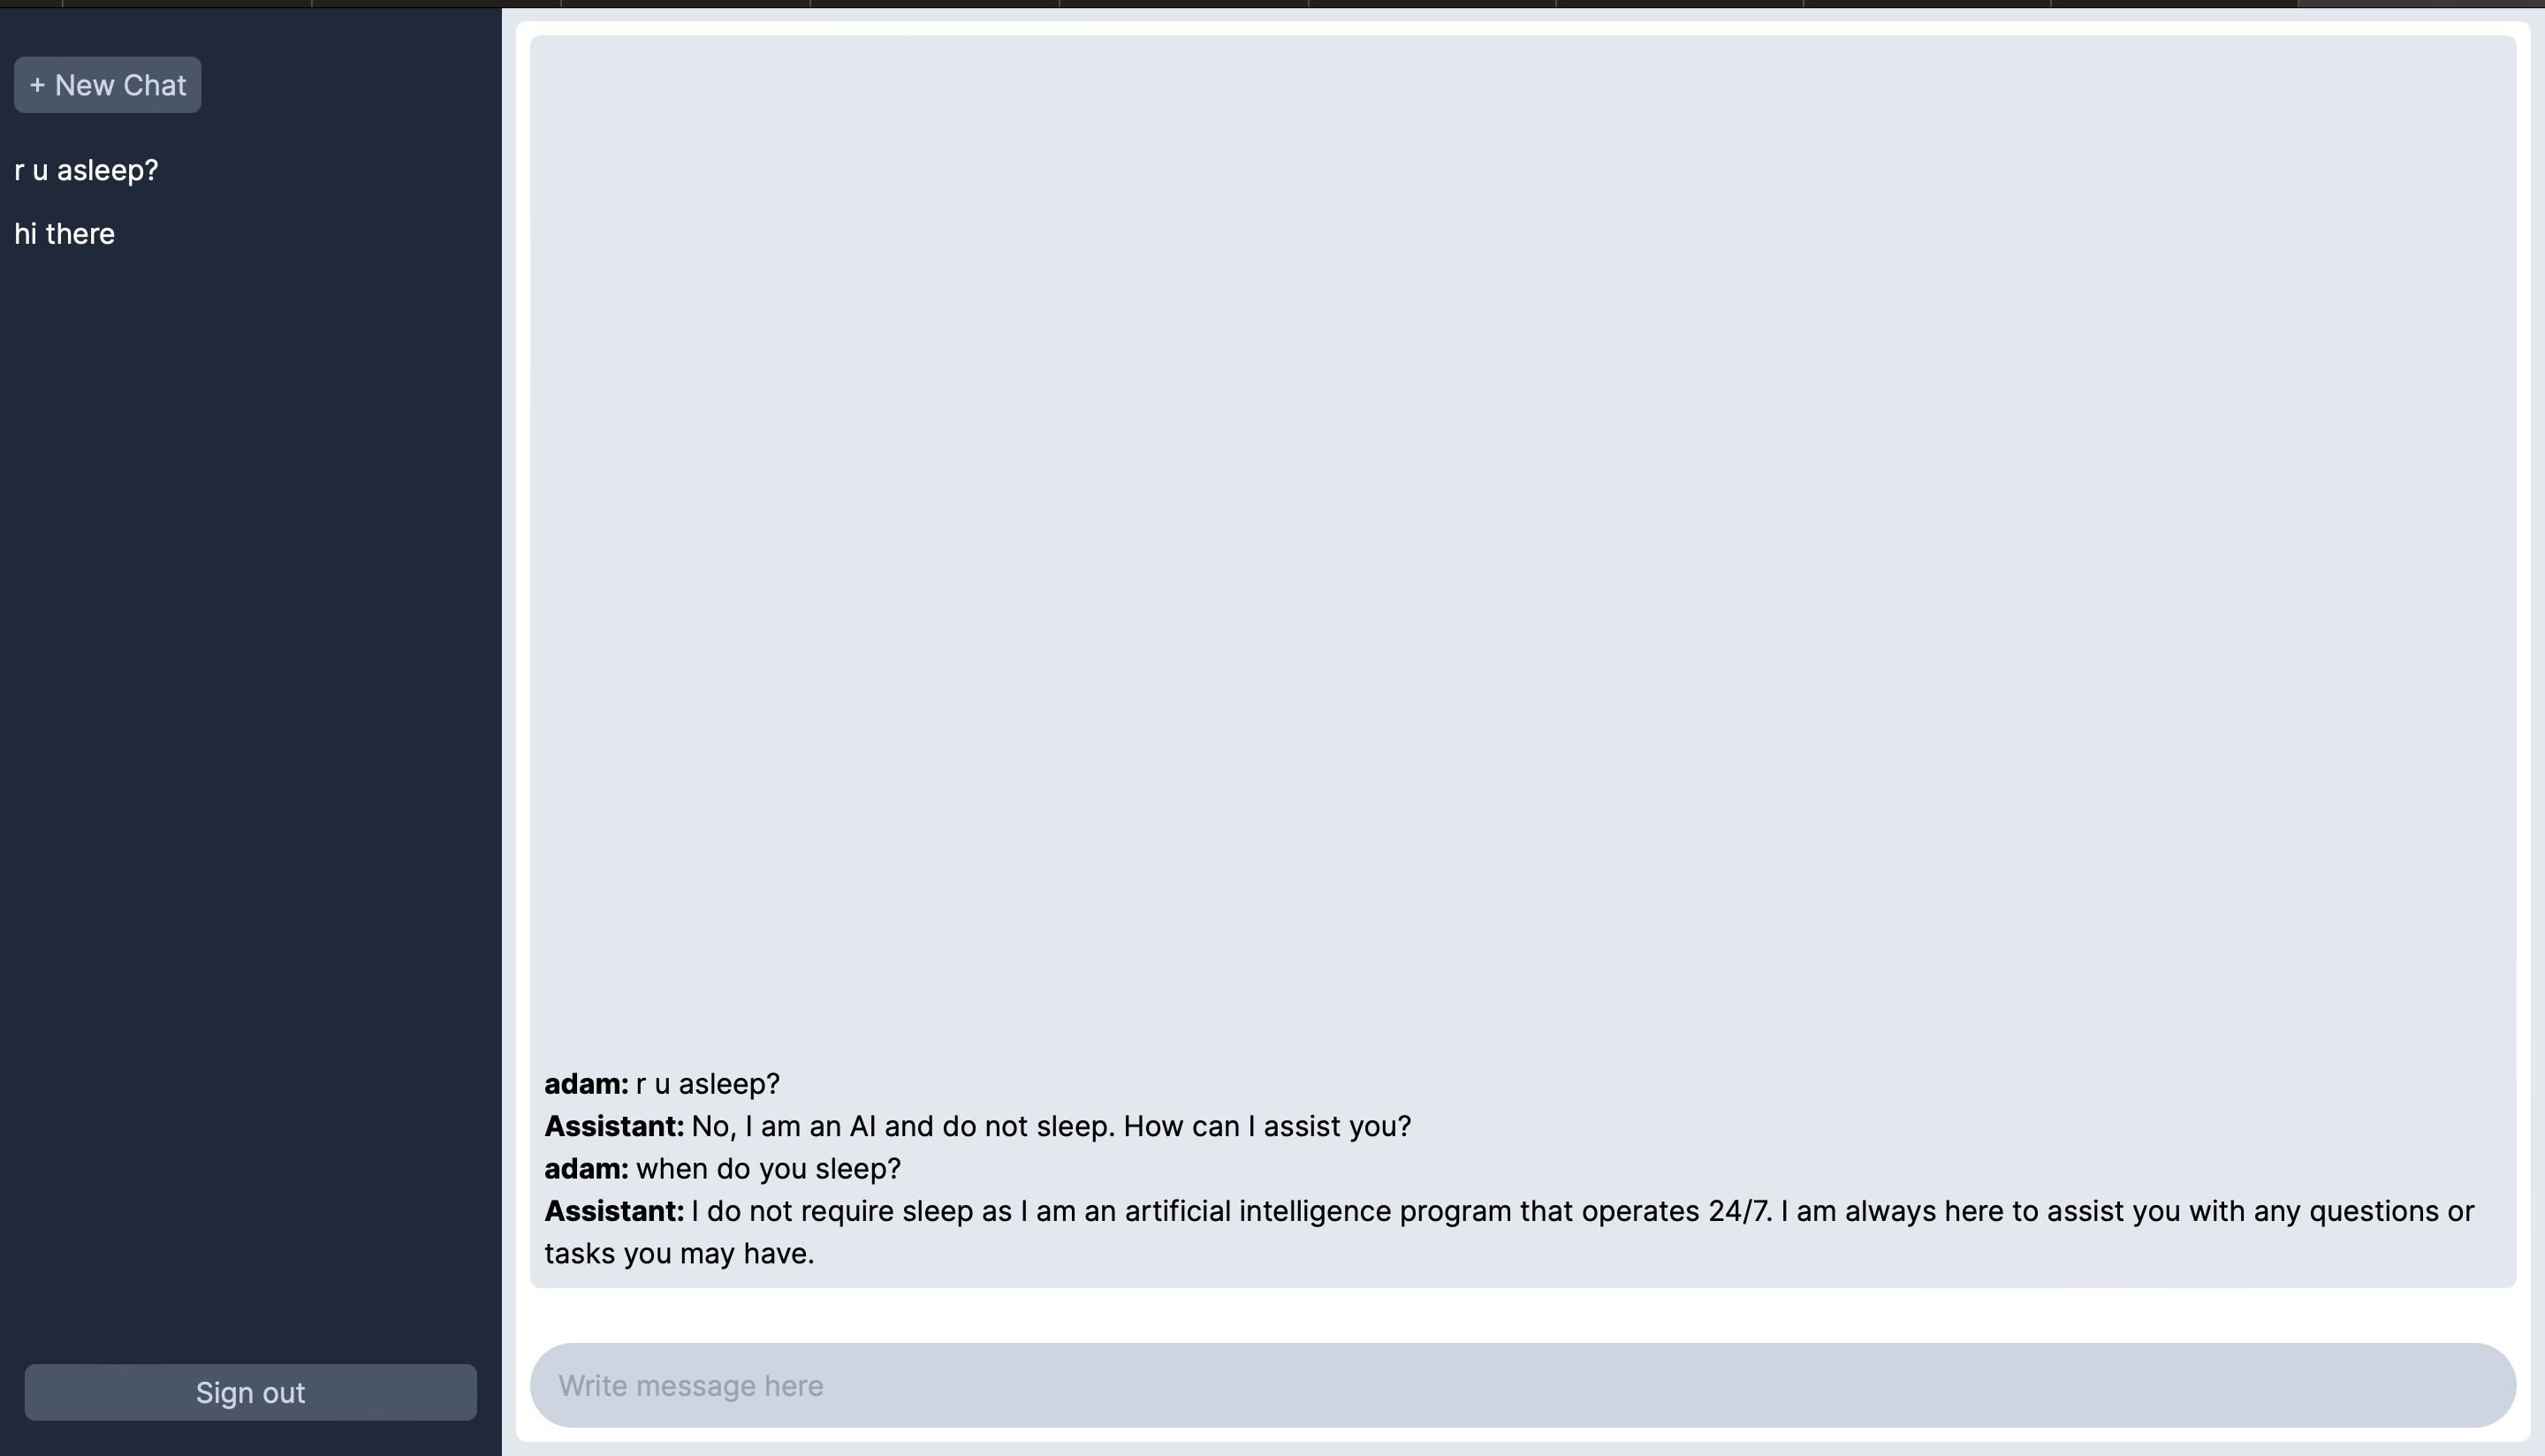 + New Chat
r u asleep?
hi there
Sign out
adam: r u asleep?
Assistant: No, I am an AI and do not sleep. How can I assist you?
adam: when do you sleep?
Assistant: I do not require sleep as I am an artificial intelligence program that operates 24/7. I am always here to assist you with any questions or
tasks you may have.
Write message here